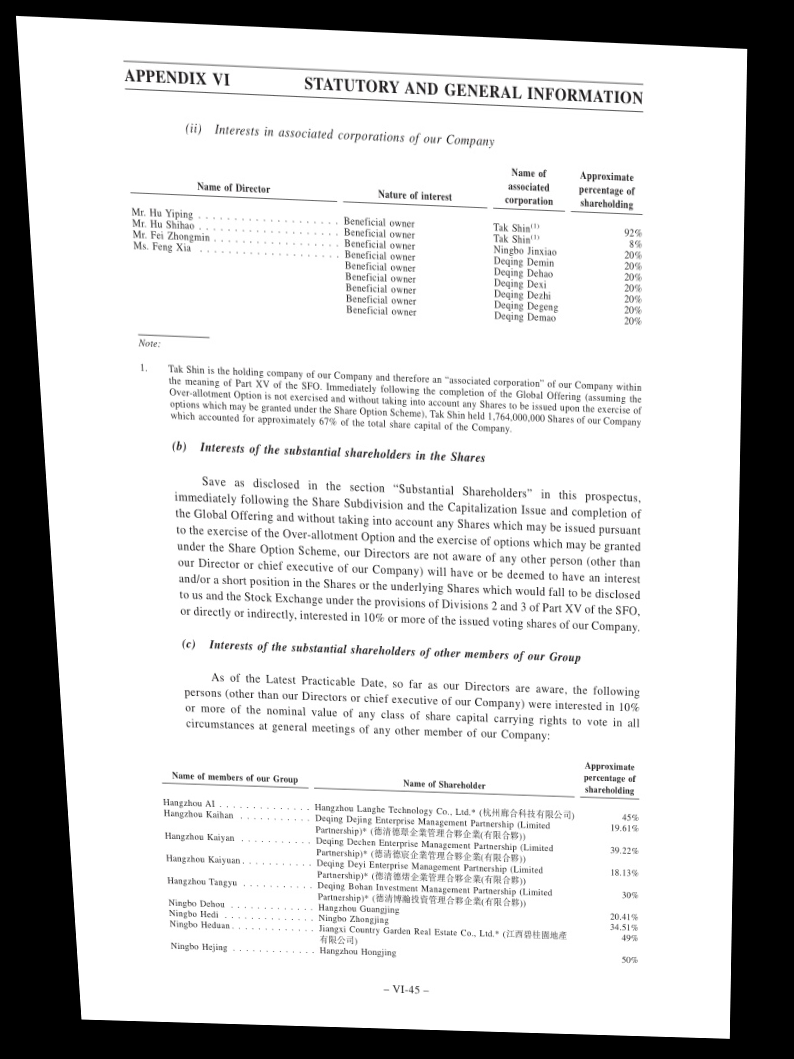 APPENDIX VI STATUTORY AND GENERAL INFORMATION
(ii) Interests in associated corporations of our Company
Name of Director Nature of interest Name of associated corporation Approximate percentage of shareholding
Mr. Hu Yiping . . . . . . . . . . . . . . . . . . . . Beneficial owner Tak Shin(1) 92%
Mr. Hu Shihao . . . . . . . . . . . . . . . . . . . . Beneficial owner Tak Shin(1) 8%
Mr. Fei Zhongmin . . . . . . . . . . . . . . . . . . Beneficial owner Ningbo Jinxiao 20%
Ms. Feng Xia . . . . . . . . . . . . . . . . . . . . Beneficial owner Deqing Demin 20%
Beneficial owner Deqing Dehao 20%
Beneficial owner Deqing Dexi 20%
Beneficial owner Deqing Dezhi 20%
Beneficial owner Deqing Degeng 20%
Beneficial owner Deqing Demao 20%
Note:
1. Tak Shin is the holding company of our Company and therefore an “associated corporation” of our Company within
the meaning of Part XV of the SFO. Immediately following the completion of the Global Offering (assuming the
Over-allotment Option is not exercised and without taking into account any Shares to be issued upon the exercise of
options which may be granted under the Share Option Scheme), Tak Shin held 1,764,000,000 Shares of our Company
which accounted for approximately 67% of the total share capital of the Company.
(b) Interests of the substantial shareholders in the Shares
Save as disclosed in the section “Substantial Shareholders” in this prospectus,
immediately following the Share Subdivision and the Capitalization Issue and completion of
the Global Offering and without taking into account any Shares which may be issued pursuant
to the exercise of the Over-allotment Option and the exercise of options which may be granted
under the Share Option Scheme, our Directors are not aware of any other person (other than
our Director or chief executive of our Company) will have or be deemed to have an interest
and/or a short position in the Shares or the underlying Shares which would fall to be disclosed
to us and the Stock Exchange under the provisions of Divisions 2 and 3 of Part XV of the SFO,
or directly or indirectly, interested in 10% or more of the issued voting shares of our Company.
(c) Interests of the substantial shareholders of other members of our Group
As of the Latest Practicable Date, so far as our Directors are aware, the following
persons (other than our Directors or chief executive of our Company) were interested in 10%
or more of the nominal value of any class of share capital carrying rights to vote in all
circumstances at general meetings of any other member of our Company:
Name of members of our Group Name of Shareholder Approximate percentage of shareholding
Hangzhou AI . . . . . . . . . . . . . . Hangzhou Langhe Technology Co., Ltd.* (杭州廊合科技有限公司) 45%
Hangzhou Kaihan . . . . . . . . . . . Deqing Dejing Enterprise Management Partnership (Limited 19.61%
Partnership)* (德清德璟企業管理合夥企業(有限合夥))
Hangzhou Kaiyan . . . . . . . . . . . Deqing Dechen Enterprise Management Partnership (Limited 39.22%
Partnership)* (德清德宸企業管理合夥企業(有限合夥))
Hangzhou Kaiyuan . . . . . . . . . . . Deqing Deyi Enterprise Management Partnership (Limited 18.13%
Partnership)* (德清德熠企業管理合夥企業(有限合夥))
Hangzhou Tangyu . . . . . . . . . . . Deqing Bohan Investment Management Partnership (Limited 30%
Partnership)* (德清博瀚投資管理合夥企業(有限合夥))
Ningbo Dehou . . . . . . . . . . . . . Hangzhou Guangjing 20.41%
Ningbo Hedi . . . . . . . . . . . . . . Ningbo Zhongjing 34.51%
Ningbo Heduan . . . . . . . . . . . . . Jiangxi Country Garden Real Estate Co., Ltd.* (江西碧桂園地產 49%
有限公司)
Ningbo Hejing . . . . . . . . . . . . . Hangzhou Hongjing 50%
– VI-45 –